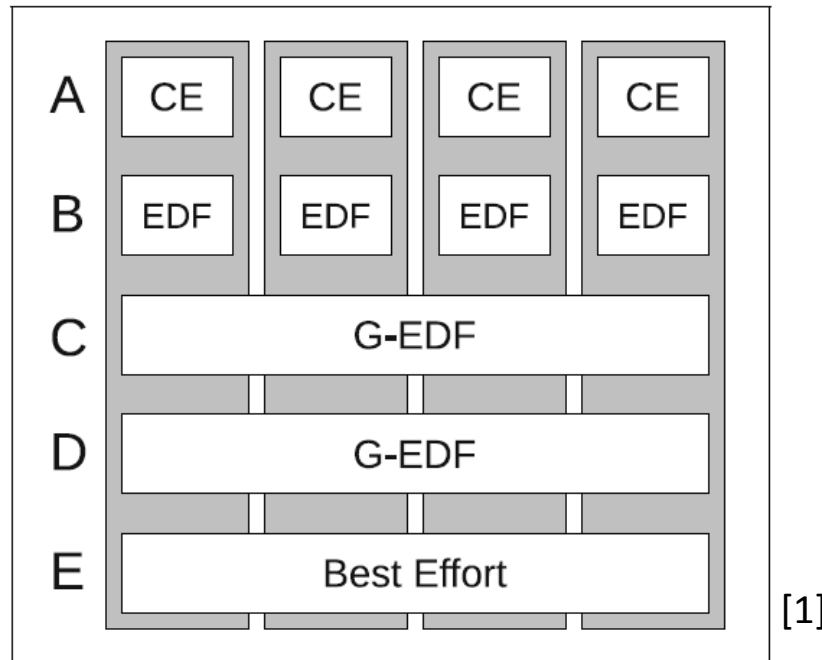 A CE CE CE CE
B EDF EDF EDF EDF
C G-EDF
D G-EDF
E Best Effort
[1]